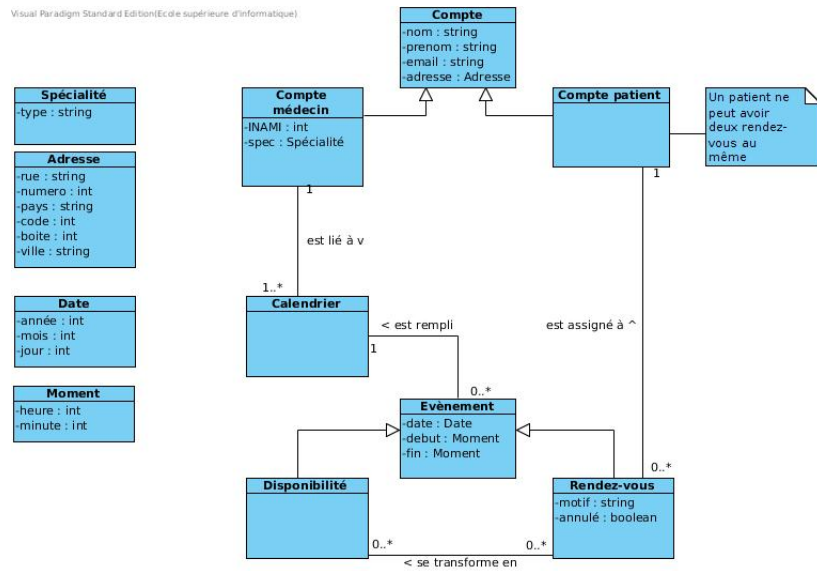 Visual Paradigm Standard Edition(Ecole supérieure d'Informatique)
Compte
-nom : string
-prenom : string
-email : string
-adresse : Adresse
Spécialité
-type : string
Compte
médecin
-INAMI : int
-spec : Spécialité
Compte patient
Un patient ne
peut avoir
deux rendez-
vous au
même
Adresse
-rue : string
-numero : int
-pays : string
-code : int
-boite : int
-ville : string
1
1
est lié à v
1..*
Date
-année : int
-mois : int
-jour : int
Calendrier
< est rempli
1
est assigné à ^
Moment
-heure : int
-minute : int
0..*
Evènement
-date : Date
-debut : Moment
-fin : Moment
0..*
Disponibilité
Rendez-vous
-motif : string
-annulé : boolean
0..*
0..*
< se transforme en